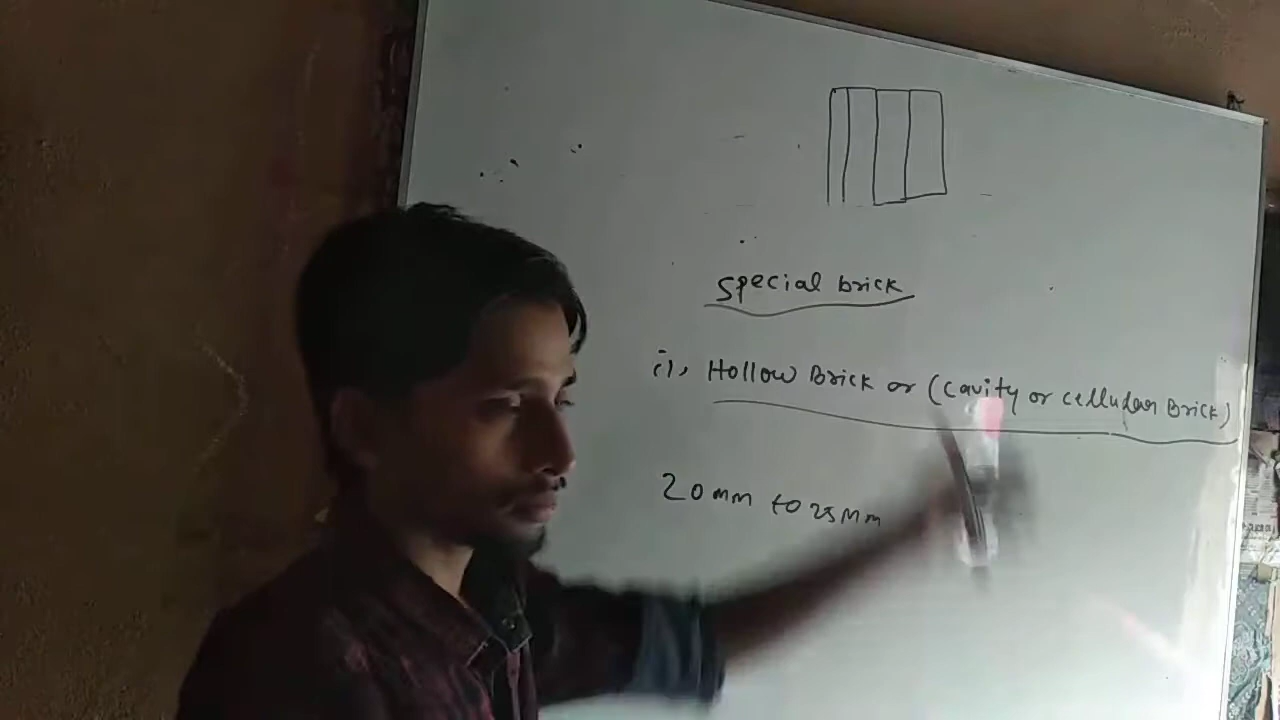 Special brick
i), Hollow Brick or (cavity or cellular Brick)
20mm to 25mm